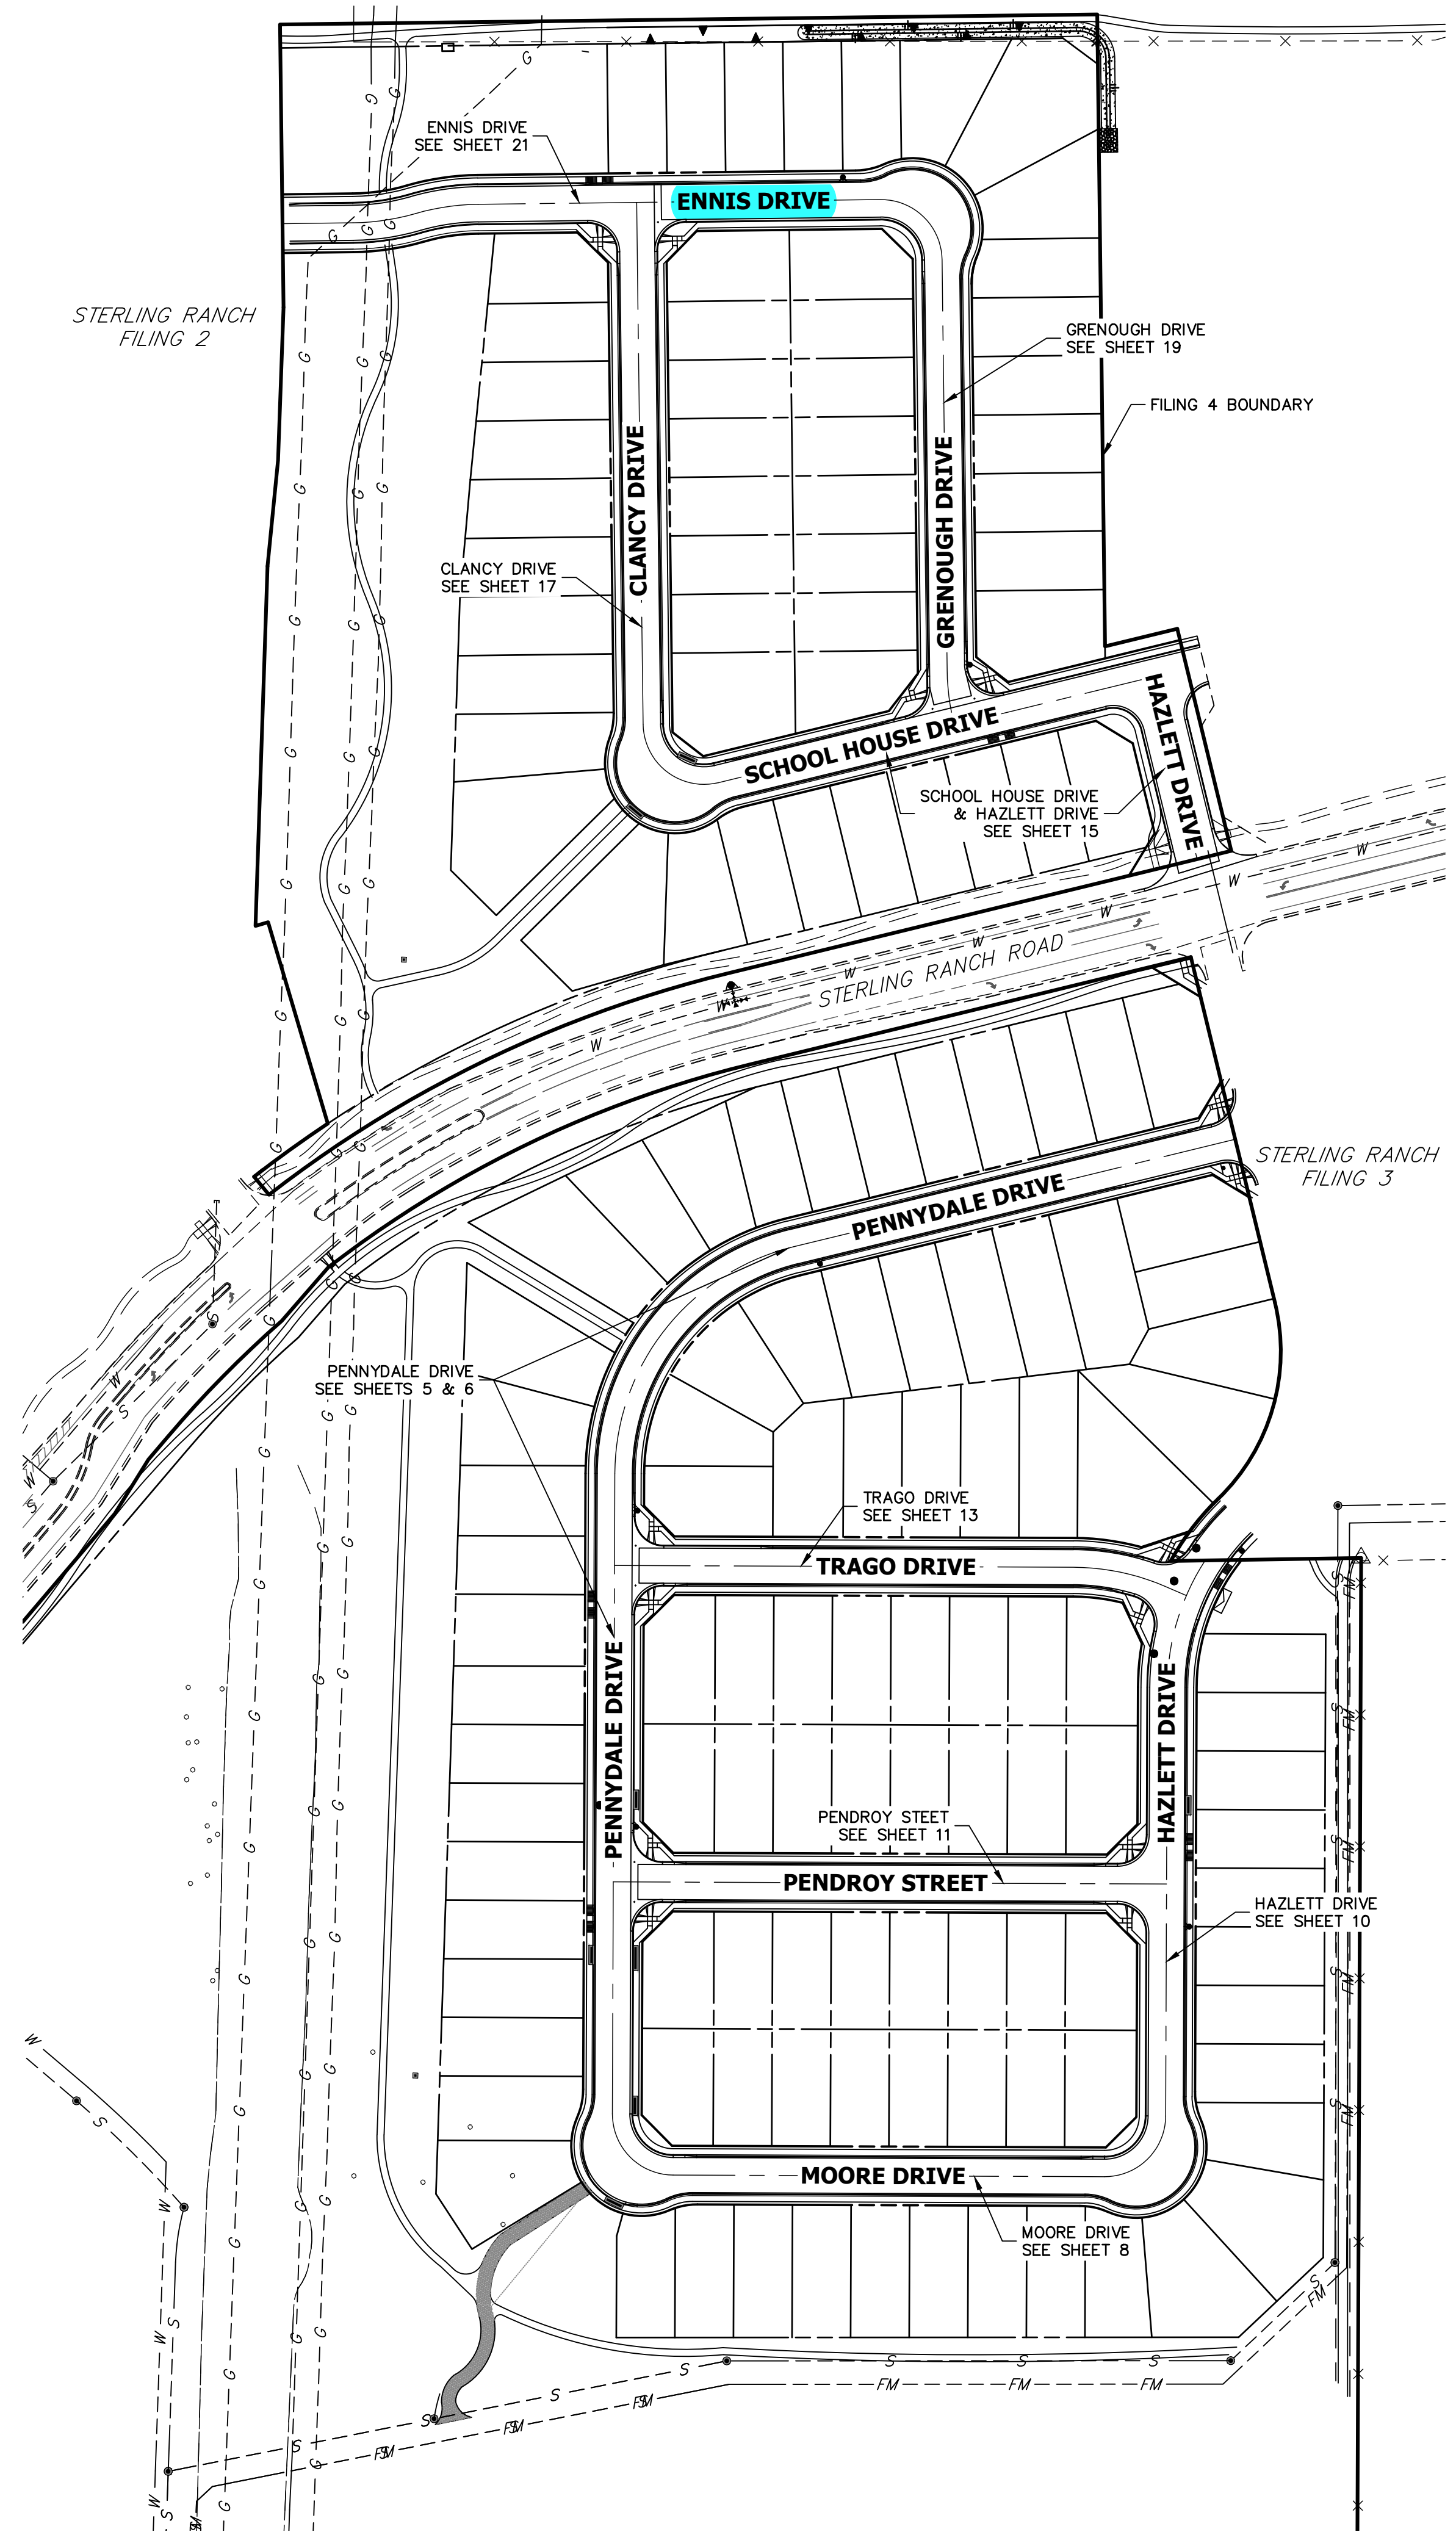 ENNIS DRIVE
SEE SHEET 21
ENNIS DRIVE
STERLING RANCH
FILING 2
GRENOUGH DRIVE
SEE SHEET 19
FILING 4 BOUNDARY
CLANCY DRIVE
GRENOUGH DRIVE
CLANCY DRIVE
SEE SHEET 17
HAZLETT DRIVE
SCHOOL HOUSE DRIVE
SCHOOL HOUSE DRIVE
& HAZLETT DRIVE
SEE SHEET 15
STERLING RANCH ROAD
STERLING RANCH
FILING 3
PENNYDALE DRIVE
PENNYDALE DRIVE
SEE SHEETS 5 & 6
TRAGO DRIVE
SEE SHEET 13
TRAGO DRIVE
PENNYDALE DRIVE
HAZLETT DRIVE
PENDROY STEET
SEE SHEET 11
PENDROY STREET
HAZLETT DRIVE
SEE SHEET 10
MOORE DRIVE
MOORE DRIVE
SEE SHEET 8